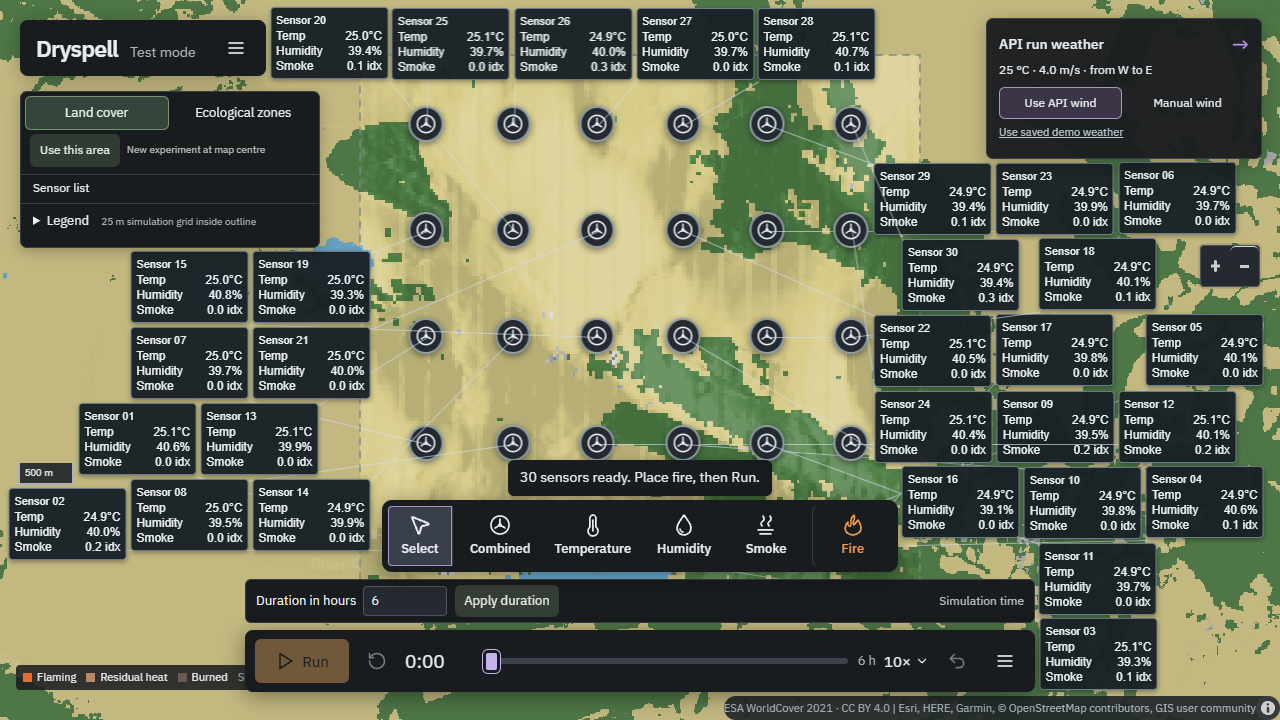 Dryspell Test mode
Land cover
Ecological zones
Use this area
New experiment at map centre
Sensor list
Legend
25 m simulation grid inside outline
Sensor 20
Temp 25.0°C
Humidity 39.4%
Smoke 0.1 idx
Sensor 25
Temp 25.1°C
Humidity 39.7%
Smoke 0.0 idx
Sensor 26
Temp 24.9°C
Humidity 40.0%
Smoke 0.3 idx
Sensor 27
Temp 25.0°C
Humidity 39.7%
Smoke 0.0 idx
Sensor 28
Temp 25.1°C
Humidity 40.7%
Smoke 0.1 idx
API run weather
25 °C · 4.0 m/s · from W to E
Use API wind
Manual wind
Use saved demo weather
Sensor 29
Temp 24.9°C
Humidity 39.4%
Smoke 0.1 idx
Sensor 23
Temp 24.9°C
Humidity 39.9%
Smoke 0.0 idx
Sensor 06
Temp 24.9°C
Humidity 39.7%
Smoke 0.0 idx
Sensor 30
Temp 24.9°C
Humidity 39.4%
Smoke 0.3 idx
Sensor 18
Temp 24.9°C
Humidity 40.1%
Smoke 0.1 idx
+ −
Sensor 15
Temp 25.0°C
Humidity 40.8%
Smoke 0.0 idx
Sensor 19
Temp 25.0°C
Humidity 39.3%
Smoke 0.0 idx
Sensor 22
Temp 25.1°C
Humidity 40.5%
Smoke 0.0 idx
Sensor 17
Temp 24.9°C
Humidity 39.8%
Smoke 0.0 idx
Sensor 05
Temp 24.9°C
Humidity 40.1%
Smoke 0.0 idx
Sensor 07
Temp 25.0°C
Humidity 39.7%
Smoke 0.0 idx
Sensor 21
Temp 25.0°C
Humidity 40.0%
Smoke 0.0 idx
Sensor 24
Temp 25.1°C
Humidity 40.4%
Smoke 0.0 idx
Sensor 09
Temp 24.9°C
Humidity 39.5%
Smoke 0.2 idx
Sensor 12
Temp 25.1°C
Humidity 40.1%
Smoke 0.2 idx
Sensor 01
Temp 25.1°C
Humidity 40.6%
Smoke 0.0 idx
Sensor 13
Temp 25.1°C
Humidity 39.9%
Smoke 0.0 idx
500 m
Sensor 02
Temp 24.9°C
Humidity 40.0%
Smoke 0.2 idx
Sensor 08
Temp 25.0°C
Humidity 39.5%
Smoke 0.0 idx
Sensor 14
Temp 24.9°C
Humidity 39.9%
Smoke 0.0 idx
Sensor 16
Temp 24.9°C
Humidity 39.1%
Smoke 0.0 idx
Sensor 10
Temp 24.9°C
Humidity 39.8%
Smoke 0.0 idx
Sensor 04
Temp 24.9°C
Humidity 40.6%
Smoke 0.1 idx
Sensor 11
Temp 24.9°C
Humidity 39.7%
Smoke 0.0 idx
Sensor 03
Temp 25.1°C
Humidity 39.3%
Smoke 0.1 idx
30 sensors ready. Place fire, then Run.
Select
Combined
Temperature
Humidity
Smoke
Fire
River
Duration in hours 6 Apply duration
Simulation time
Run 0:00 6 h 10×
Flaming Residual heat Burned S
ESA WorldCover 2021 · CC BY 4.0 | Esri, HERE, Garmin, © OpenStreetMap contributors, GIS user community